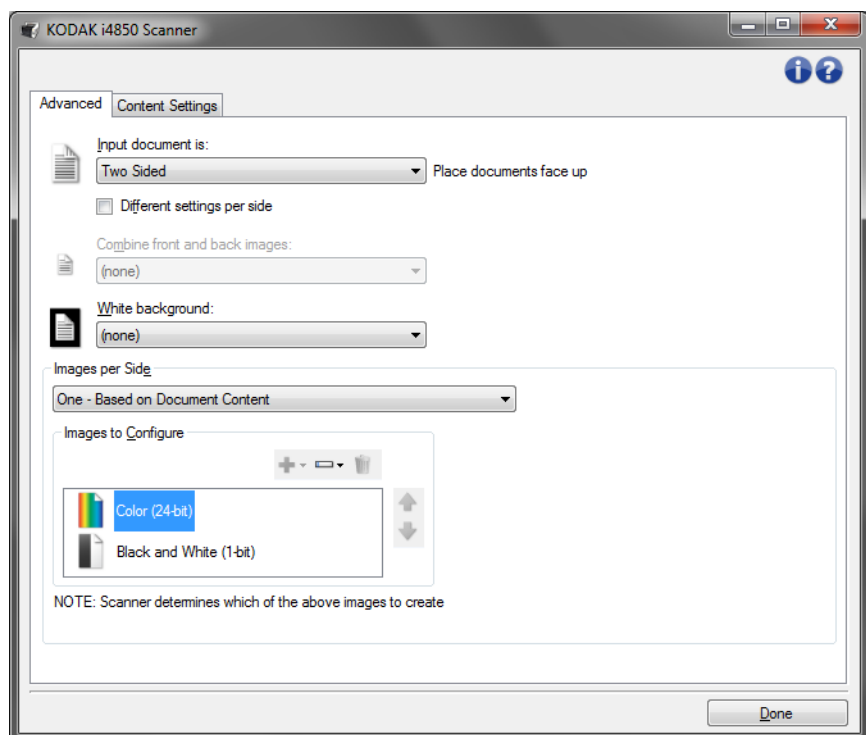 KODAK i4850 Scanner
Advanced
Content Settings
Input document is:
Two Sided
Place documents face up
Different settings per side
Combine front and back images:
(none)
White background:
(none)
Images per Side
One - Based on Document Content
Images to Configure
Color (24-bit)
Black and White (1-bit)
NOTE: Scanner determines which of the above images to create
Done